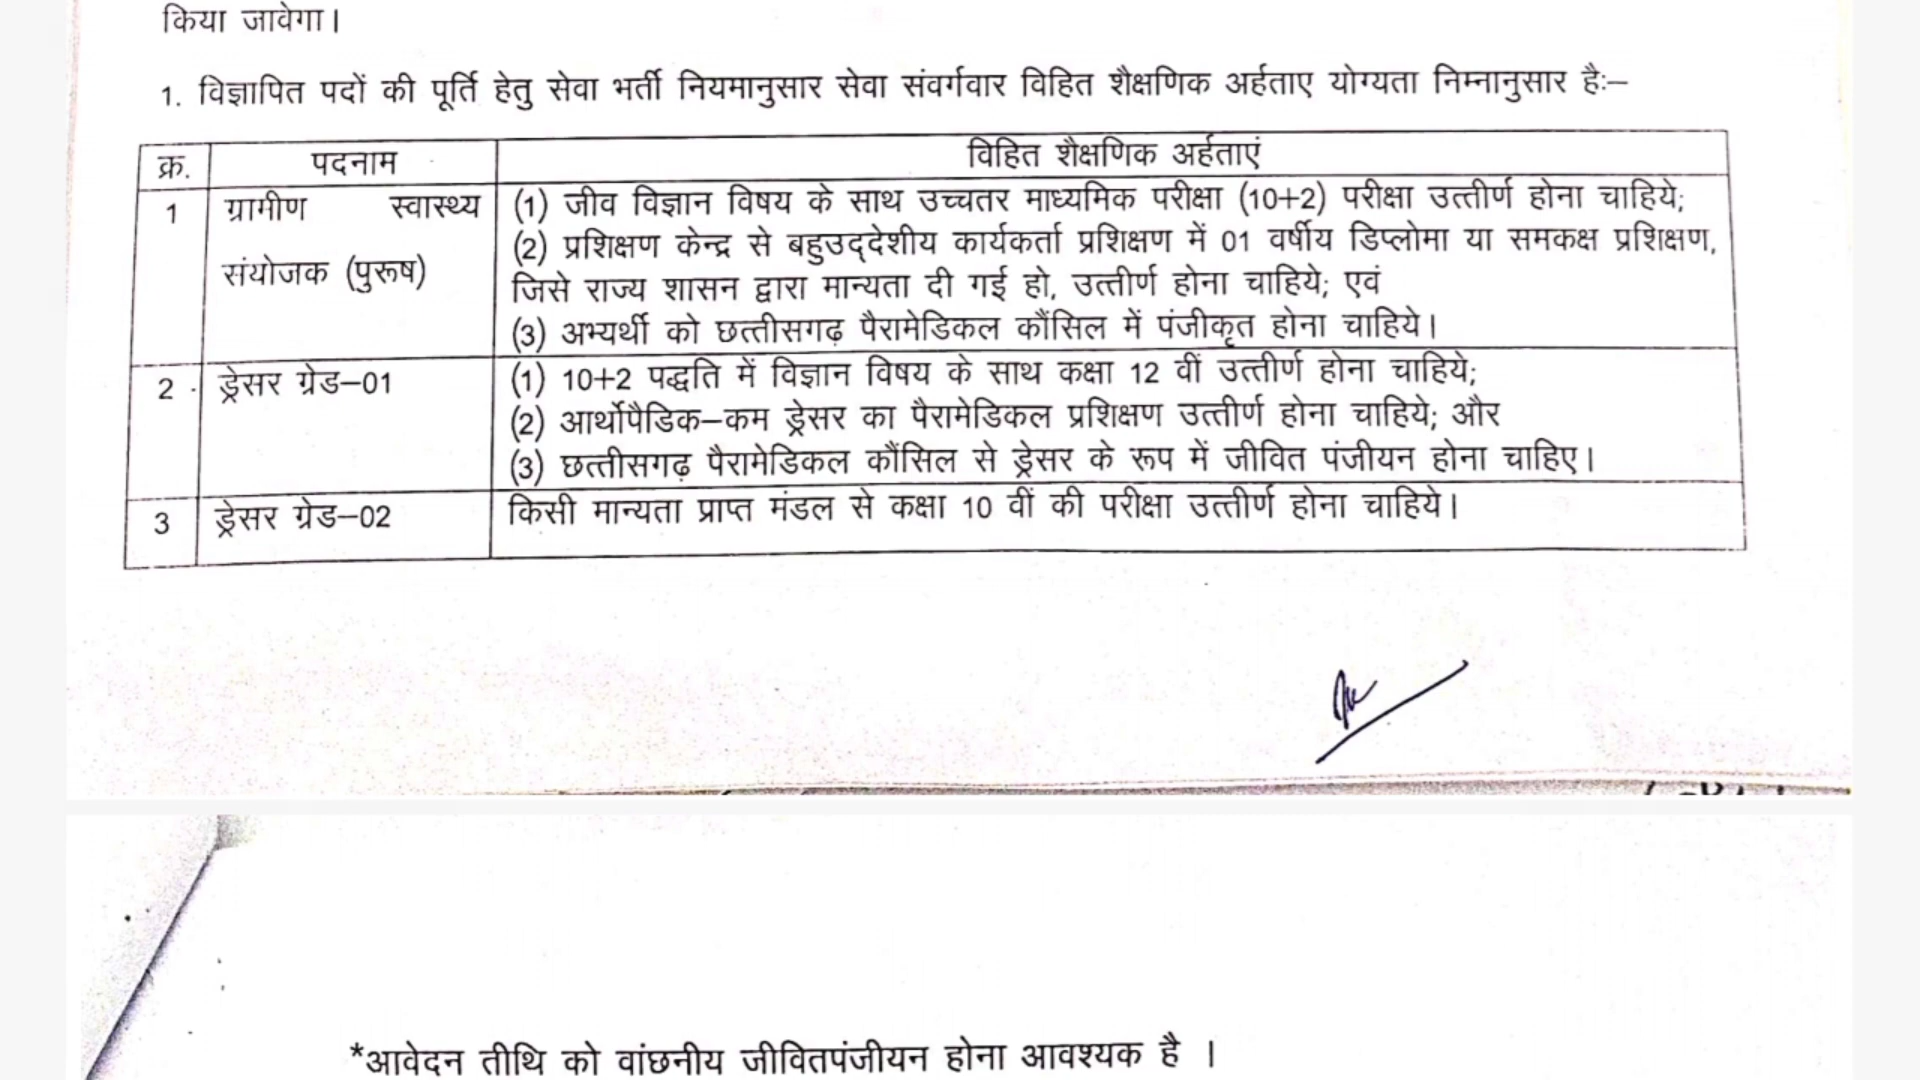 किया जावेगा।
1. विज्ञापित पदों की पूर्ति हेतु सेवा भर्ती नियमानुसार सेवा संवर्गवार विहित शैक्षणिक अर्हताए योग्यता निम्नानुसार है:–
क्र. पदनाम विहित शैक्षणिक अर्हताएं
1 ग्रामीण स्वास्थ्य संयोजक (पुरूष)
(1) जीव विज्ञान विषय के साथ उच्चतर माध्यमिक परीक्षा (10+2) परीक्षा उत्तीर्ण होना चाहिये;
(2) प्रशिक्षण केन्द्र से बहुउद्देशीय कार्यकर्ता प्रशिक्षण में 01 वर्षीय डिप्लोमा या समकक्ष प्रशिक्षण,
जिसे राज्य शासन द्वारा मान्यता दी गई हो, उत्तीर्ण होना चाहिये; एवं
(3) अभ्यर्थी को छत्तीसगढ़ पैरामेडिकल कौंसिल में पंजीकृत होना चाहिये।
2 ड्रेसर ग्रेड–01
(1) 10+2 पद्धति में विज्ञान विषय के साथ कक्षा 12 वीं उत्तीर्ण होना चाहिये;
(2) आर्थोपैडिक–कम ड्रेसर का पैरामेडिकल प्रशिक्षण उत्तीर्ण होना चाहिये; और
(3) छत्तीसगढ़ पैरामेडिकल कौंसिल से ड्रेसर के रूप में जीवित पंजीयन होना चाहिए।
3 ड्रेसर ग्रेड–02
किसी मान्यता प्राप्त मंडल से कक्षा 10 वीं की परीक्षा उत्तीर्ण होना चाहिये।
*आवेदन तीथि को वांछनीय जीवितपंजीयन होना आवश्यक है ।